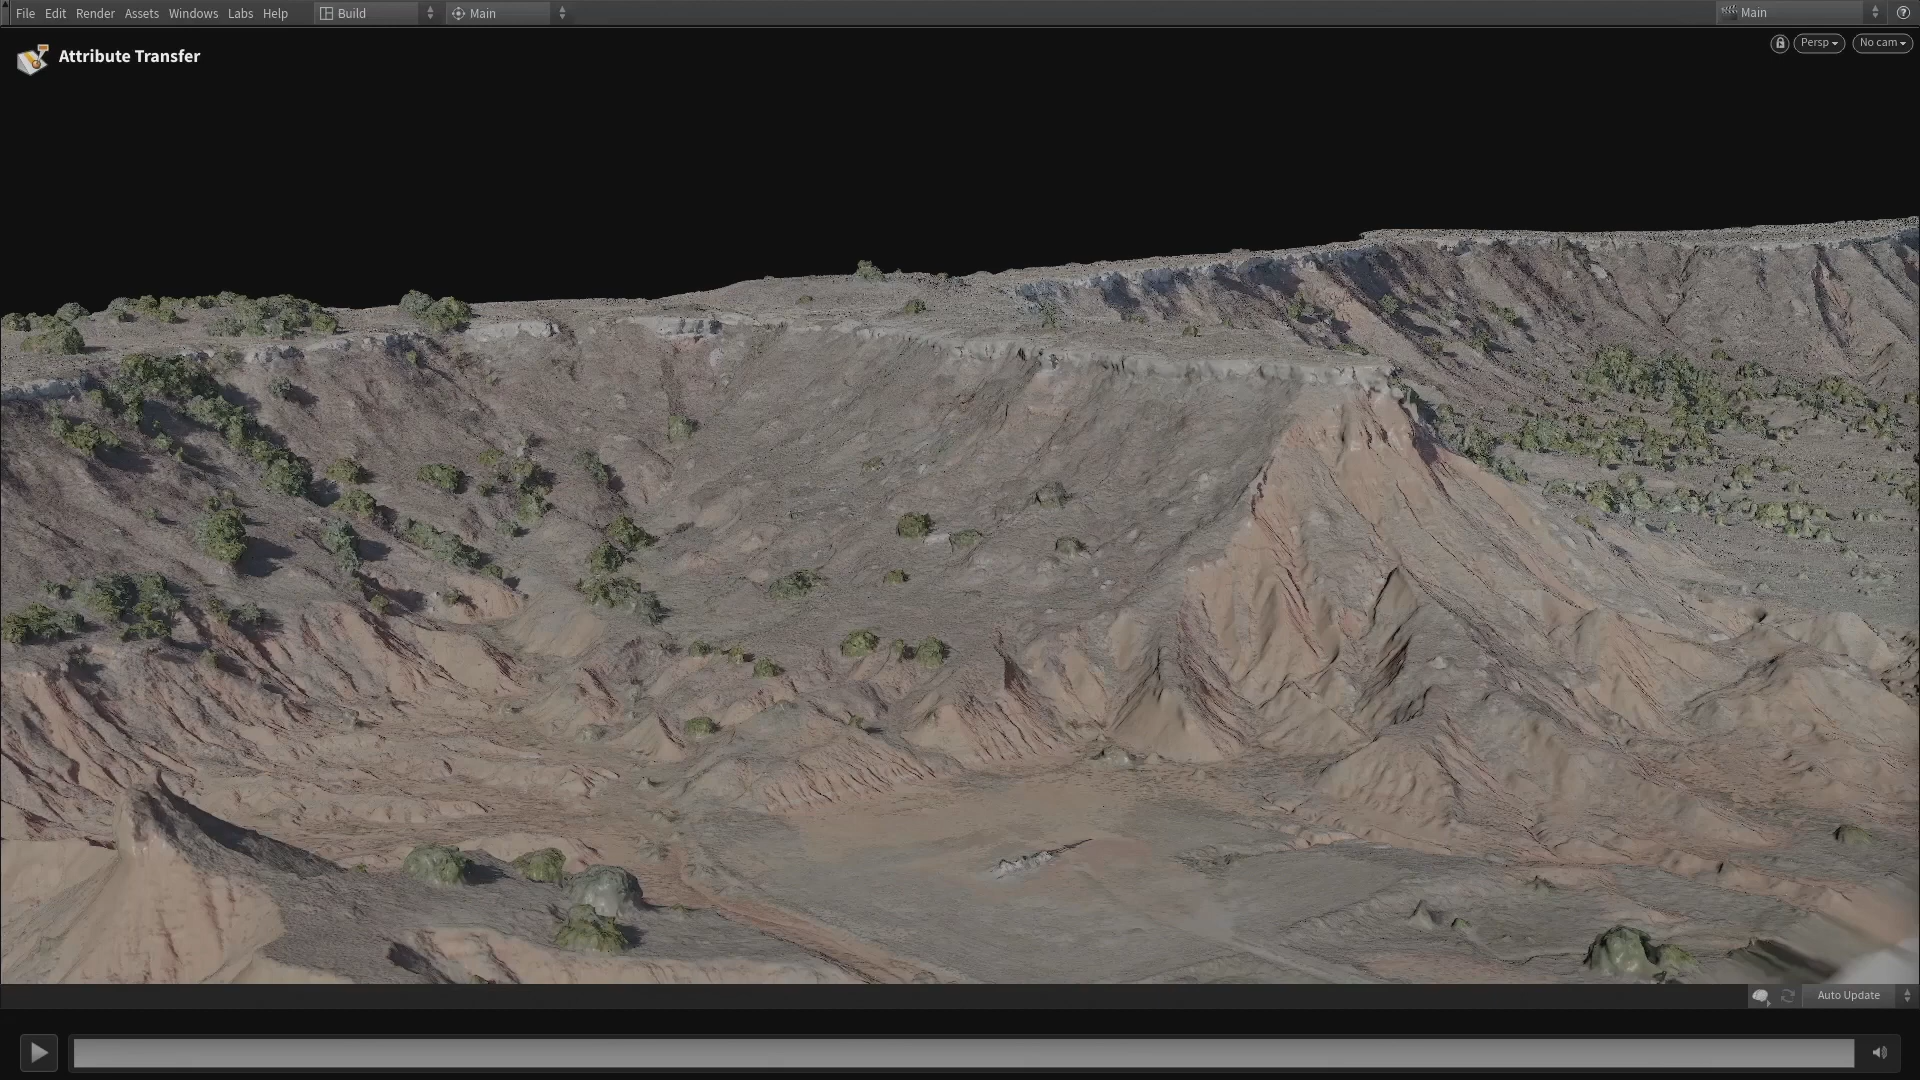 File Edit Render Assets Windows Labs Help Build Main Main
Attribute Transfer
Persp No cam
Auto Update